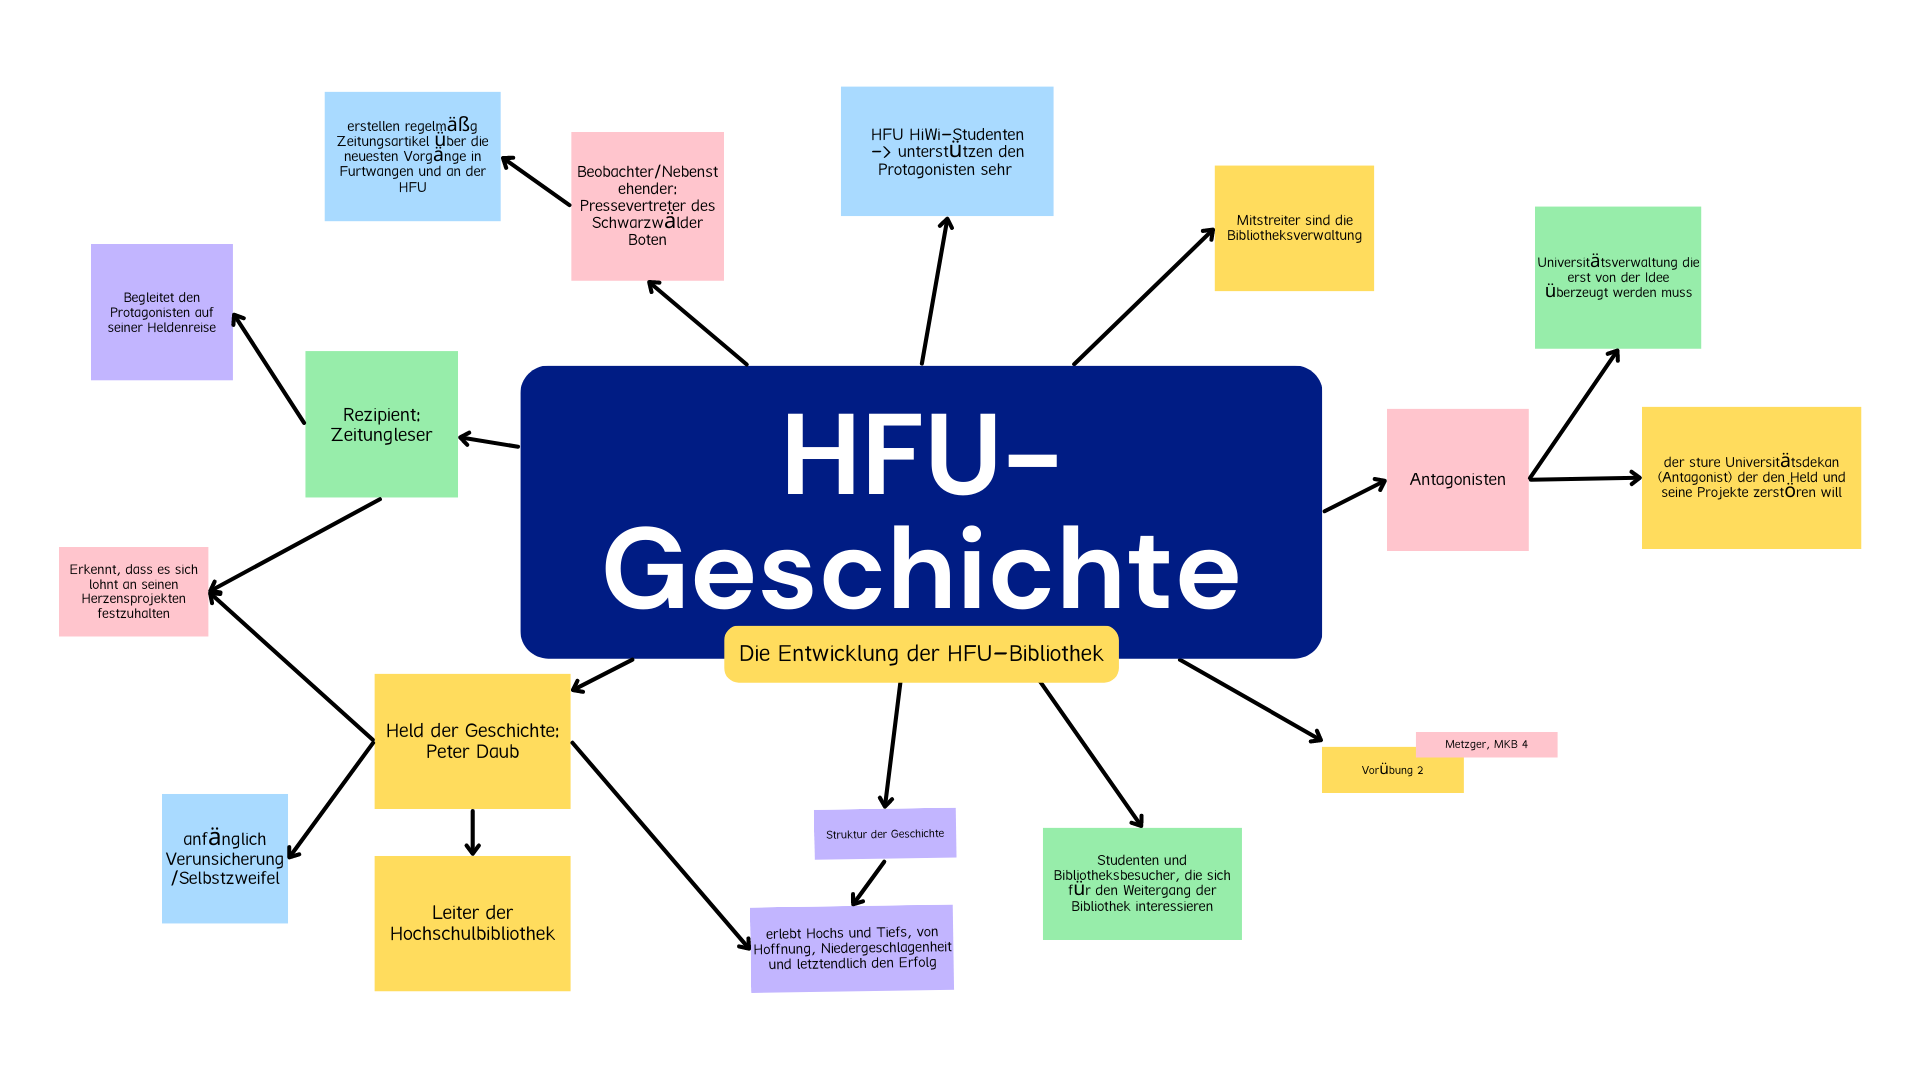 HFU-
Geschichte
Die Entwicklung der HFU-Bibliothek
erstellen regelmäßg
Zeitungsartikel über die
neuesten Vorgänge in
Furtwangen und an der
HFU
Beobachter/Nebenst
ehender:
Pressevertreter des
Schwarzwälder
Boten
HFU HiWi-Studenten
-> unterstützen den
Protagonisten sehr
Mitstreiter sind die
Bibliotheksverwaltung
Universitätsverwaltung die
erst von der Idee
überzeugt werden muss
Antagonisten
der sture Universitätsdekan
(Antagonist) der den Held und
seine Projekte zerstören will
Begleitet den
Protagonisten auf
seiner Heldenreise
Rezipient:
Zeitungleser
Erkennt, dass es sich
lohnt an seinen
Herzensprojekten
festzuhalten
Held der Geschichte:
Peter Daub
anfänglich
Verunsicherung
/Selbstzweifel
Leiter der
Hochschulbibliothek
Struktur der Geschichte
erlebt Hochs und Tiefs, von
Hoffnung, Niedergeschlagenheit
und letztendlich den Erfolg
Studenten und
Bibliotheksbesucher, die sich
für den Weitergang der
Bibliothek interessieren
Metzger, MKB 4
Vorübung 2